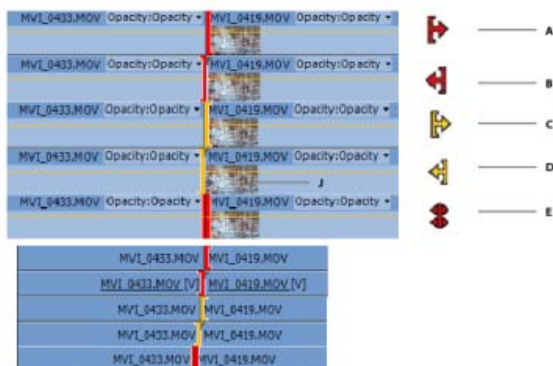 MVI_0433.MOV Opacity:Opacity MVI_0419.MOV Opacity:Opacity A
MVI_0433.MOV Opacity:Opacity MVI_0419.MOV Opacity:Opacity B
MVI_0433.MOV Opacity:Opacity MVI_0419.MOV Opacity:Opacity C
MVI_0433.MOV Opacity:Opacity MVI_0419.MOV Opacity:Opacity D
J
MVI_0433.MOV Opacity:Opacity MVI_0419.MOV Opacity:Opacity E
MVI_0433.MOV MVI_0419.MOV
MVI_0433.MOV [V] MVI_0419.MOV [V]
MVI_0433.MOV MVI_0419.MOV
MVI_0433.MOV MVI_0419.MOV
MVI_0433.MOV MVI_0419.MOV